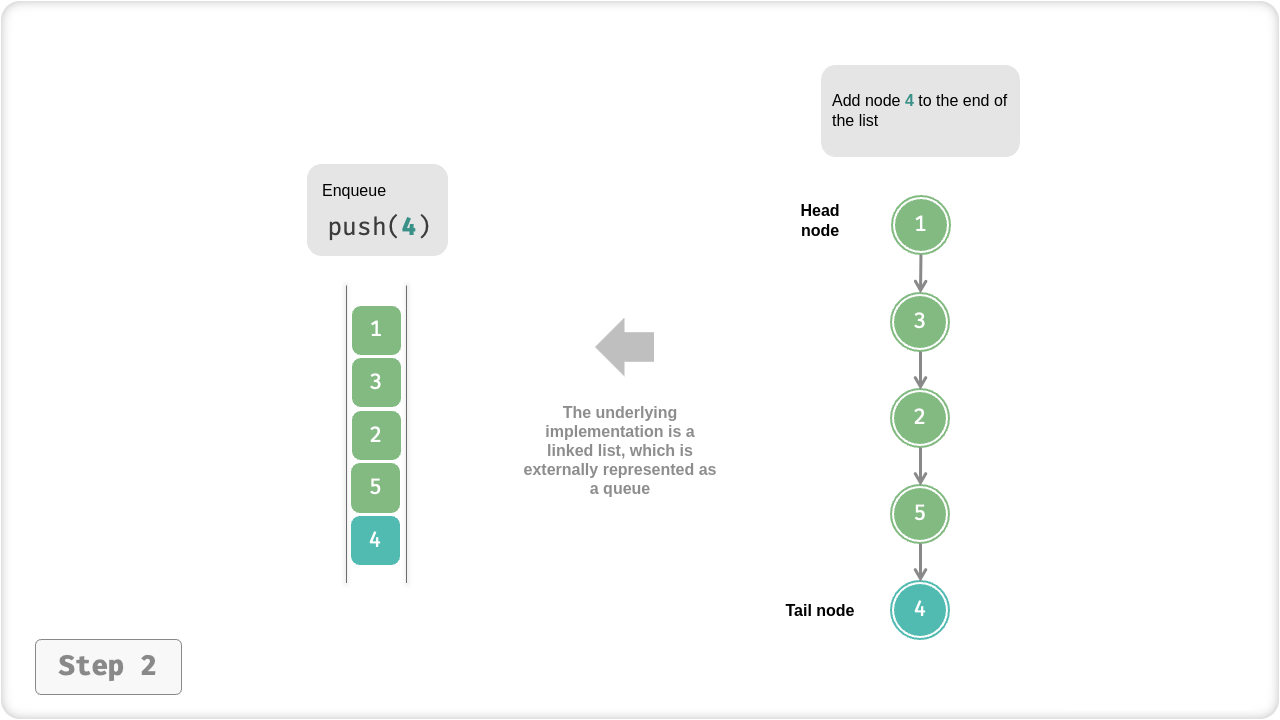 Add node 4 to the end of
the list
Enqueue
push(4)
Head
node
1
3
2
5
4
Tail node
1
3
2
5
4
The underlying
implementation is a
linked list, which is
externally represented as
a queue
Step 2